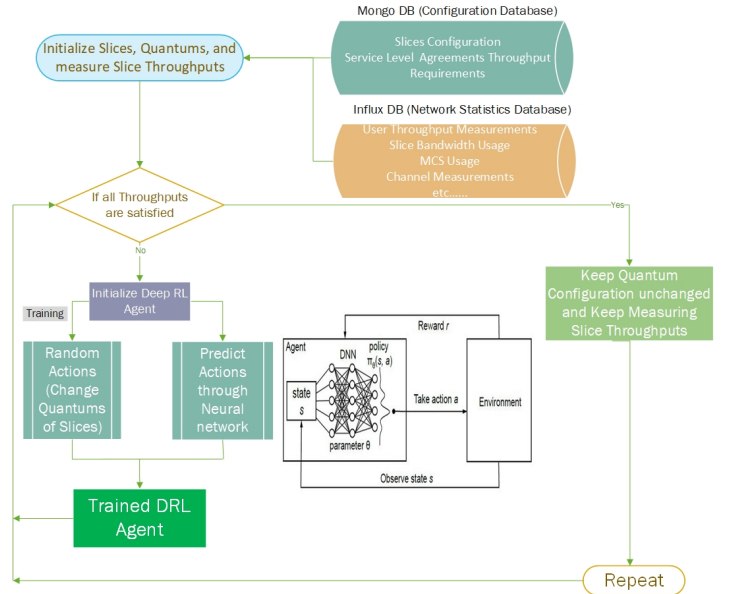 Mongo DB (Configuration Database)
Initialize Slices, Quantums, and
measure Slice Throughputs
Slices Configuration
Service Level Agreements Throughput
Requirements
Influx DB (Network Statistics Database)
User Throughput Measurements
Slice Bandwidth Usage
MCS Usage
Channel Measurements
etc......
If all Throughputs
are satisfied
Yes
No
Keep Quantum
Configuration unchanged
and Keep Measuring
Slice Throughputs
Initialize Deep RL
Agent
Training
Random
Actions
(Change
Quantums
of Slices)
Predict
Actions
through
Neural
network
Reward r
Agent
DNN
policy
πθ(s, a)
state
s
Take action a
Environment
parameter θ
Observe state s
Trained DRL
Agent
Repeat